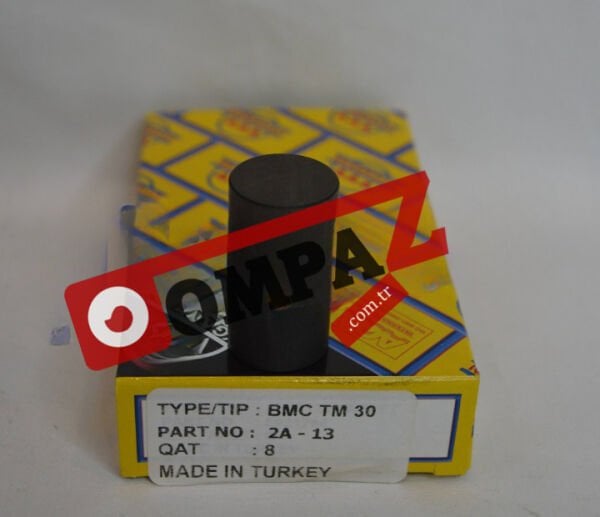 OMPAZ
.com.tr
TYPE/TIP : BMC TM 30
PART NO : 2A - 13
QAT : 8
MADE IN TURKEY